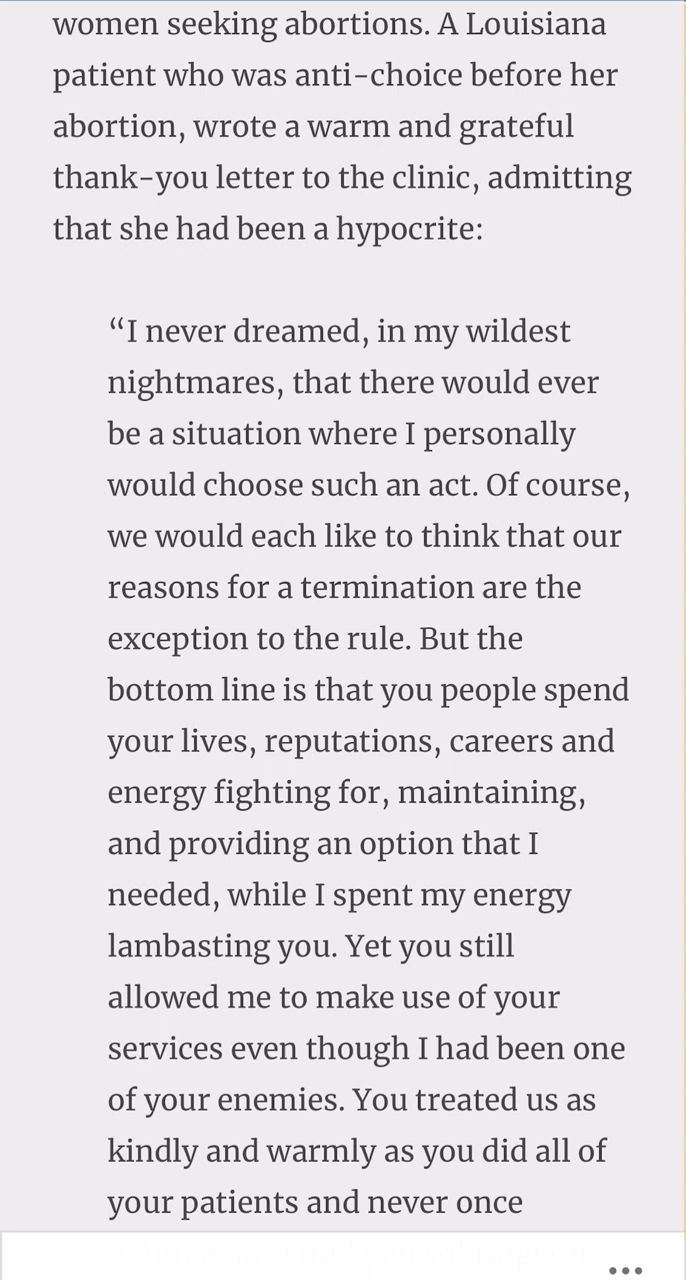 women seeking abortions. A Louisiana
patient who was anti-choice before her
abortion, wrote a warm and grateful
thank-you letter to the clinic, admitting
that she had been a hypocrite:
“I never dreamed, in my wildest
nightmares, that there would ever
be a situation where I personally
would choose such an act. Of course,
we would each like to think that our
reasons for a termination are the
exception to the rule. But the
bottom line is that you people spend
your lives, reputations, careers and
energy fighting for, maintaining,
and providing an option that I
needed, while I spent my energy
lambasting you. Yet you still
allowed me to make use of your
services even though I had been one
of your enemies. You treated us as
kindly and warmly as you did all of
your patients and never once